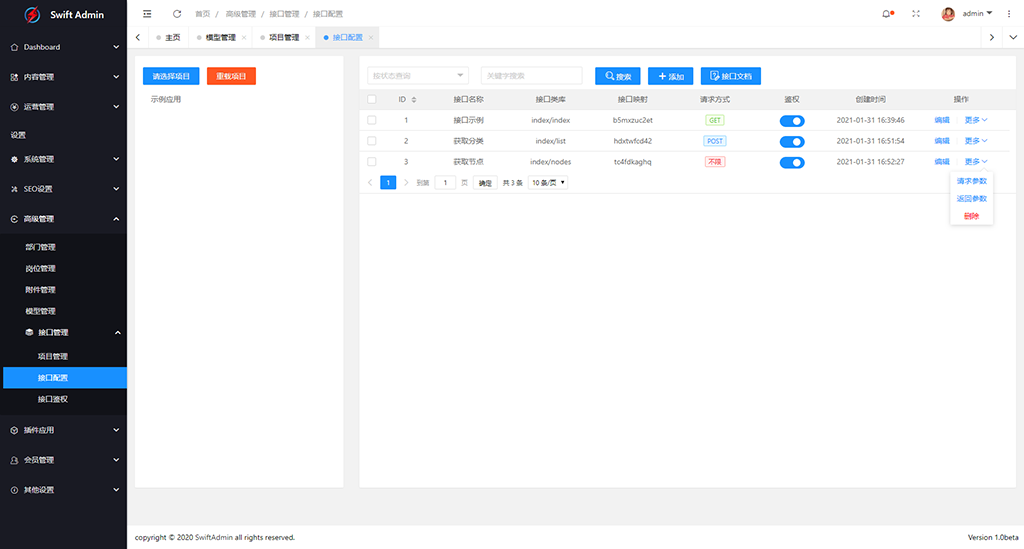 Swift Admin
首页 / 高级管理 / 接口管理 / 接口配置
admin
主页 模型管理 项目管理 接口配置
Dashboard
内容管理
运营管理
设置
系统管理
SEO设置
高级管理
部门管理
岗位管理
附件管理
模型管理
接口管理
项目管理
接口配置
接口鉴权
插件应用
会员管理
其他设置
请选择项目 重载项目
示例应用
按状态查询 关键字搜索 搜索 添加 接口文档
ID 接口名称 接口类库 接口映射 请求方式 鉴权 创建时间 操作
1 接口示例 index/index b5mxzuc2et GET 2021-01-31 16:39:46 编辑 更多
2 获取分类 index/list hdxtwfcd42 POST 2021-01-31 16:51:54 编辑 更多
3 获取节点 index/nodes tc4fdkaghq 不限 2021-01-31 16:52:27 编辑 更多
1 到第 1 页 确定 共 3 条 10 条/页
请求参数
返回参数
删除
copyright © 2020 SwiftAdmin all rights reserved.
Version 1.0beta